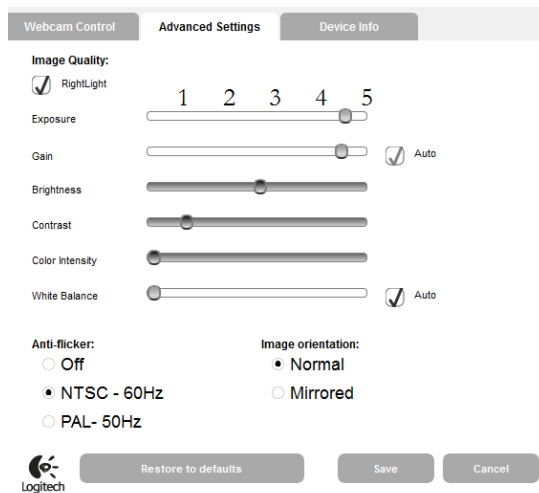 Webcam Control Advanced Settings Device Info
Image Quality:
RightLight
1 2 3 4 5
Exposure
Gain Auto
Brightness
Contrast
Color Intensity
White Balance Auto
Anti-flicker: Image orientation:
Off Normal
NTSC - 60Hz Mirrored
PAL- 50Hz
Logitech Restore to defaults Save Cancel